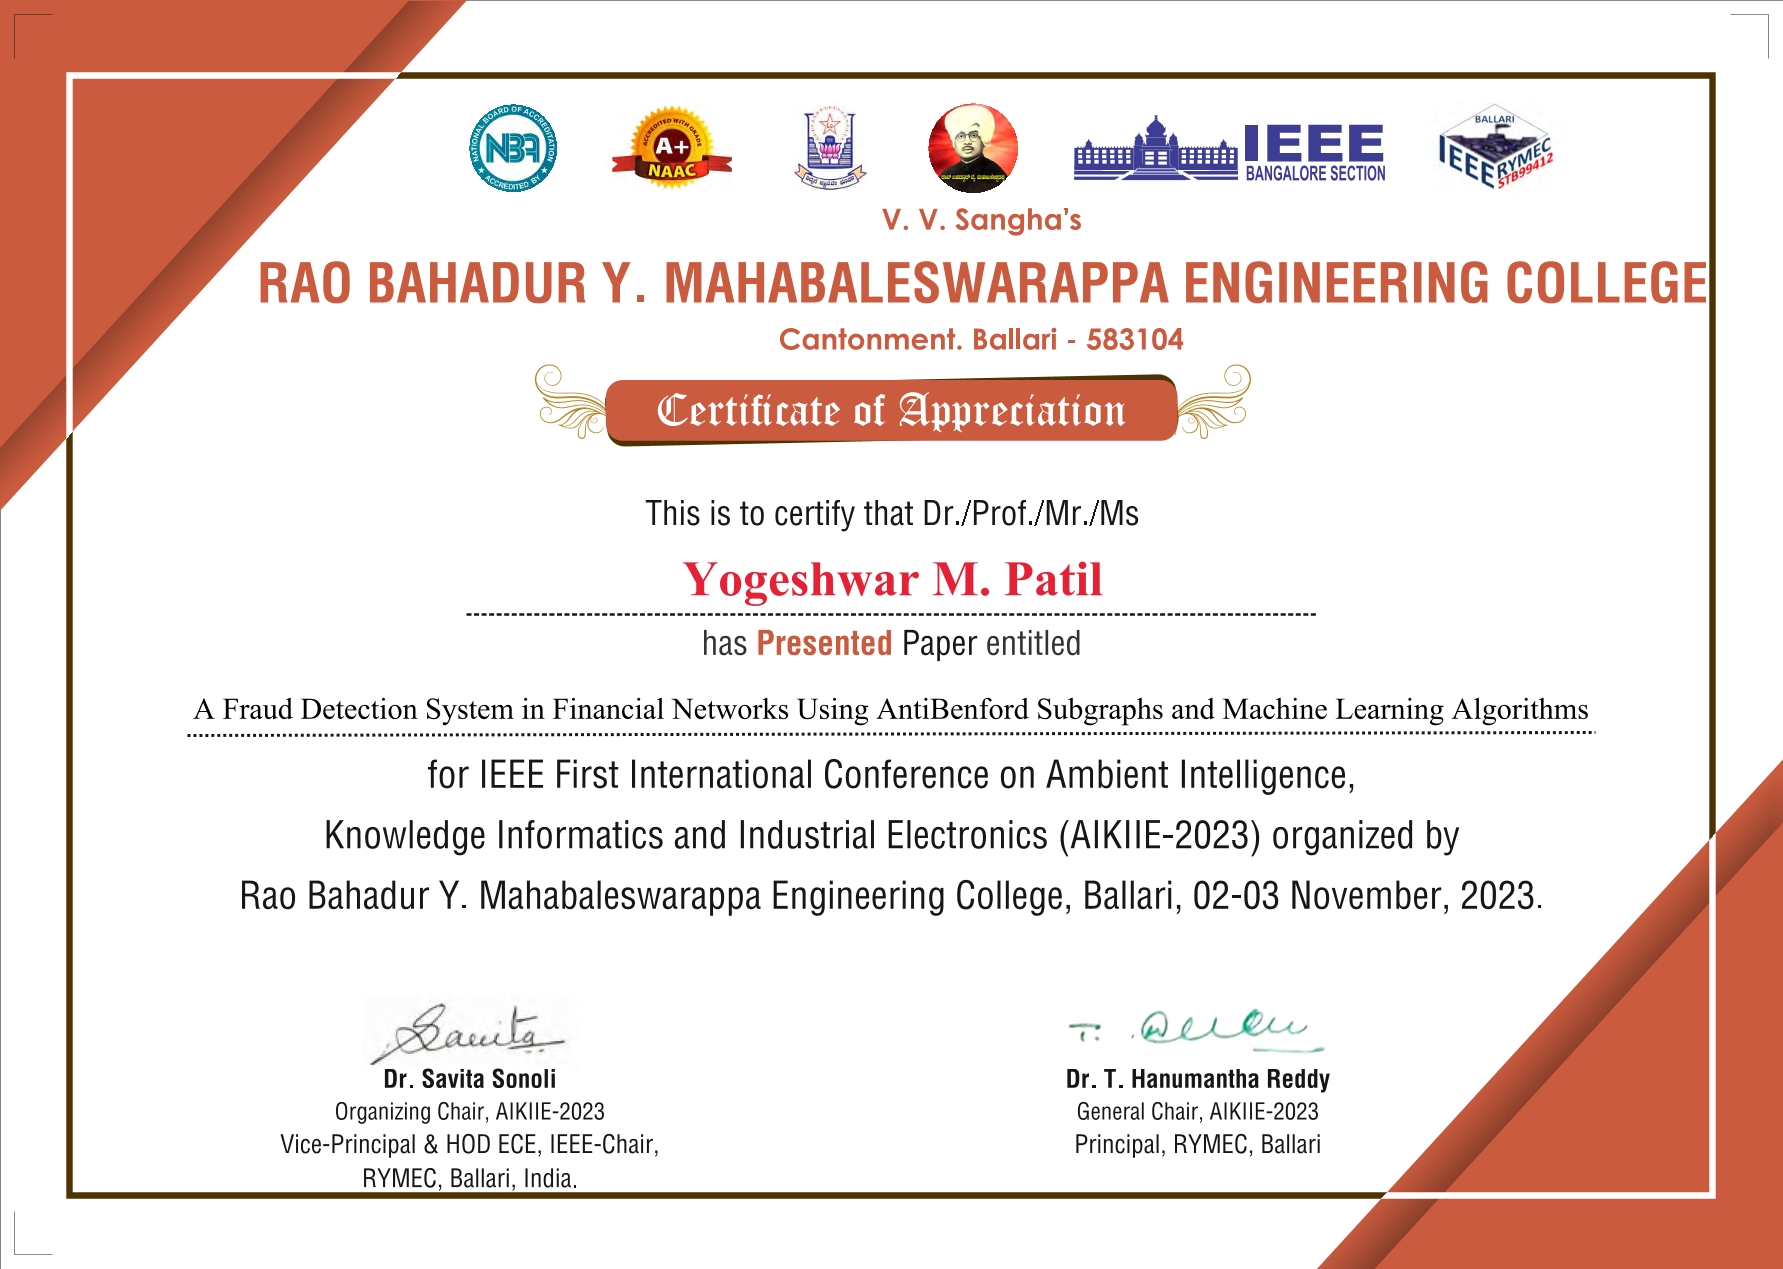 NATIONAL BOARD OF ACCREDITATION
NBA
ACCREDITED BY
ACCREDITED WITH GRADE
A+
NAAC
IEEE
BANGALORE SECTION
BALLARI
IEEE RYMEC
STB99412
V. V. Sangha's
RAO BAHADUR Y. MAHABALESWARAPPA ENGINEERING COLLEGE
Cantonment. Ballari - 583104
Certificate of Appreciation
This is to certify that Dr./Prof./Mr./Ms
Yogeshwar M. Patil
has Presented Paper entitled
A Fraud Detection System in Financial Networks Using AntiBenford Subgraphs and Machine Learning Algorithms
for IEEE First International Conference on Ambient Intelligence,
Knowledge Informatics and Industrial Electronics (AIKIIE-2023) organized by
Rao Bahadur Y. Mahabaleswarappa Engineering College, Ballari, 02-03 November, 2023.
Savita
Dr. Savita Sonoli
Organizing Chair, AIKIIE-2023
Vice-Principal & HOD ECE, IEEE-Chair,
RYMEC, Ballari, India.
T.
Dr. T. Hanumantha Reddy
General Chair, AIKIIE-2023
Principal, RYMEC, Ballari